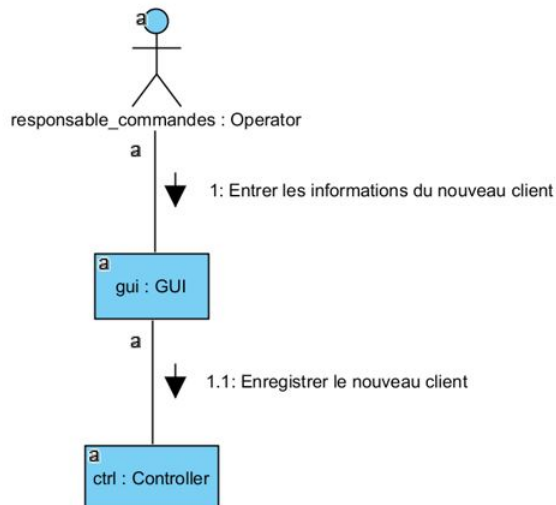 a
responsable_commandes : Operator
a
1: Entrer les informations du nouveau client
a
gui : GUI
a
1.1: Enregistrer le nouveau client
a
ctrl : Controller